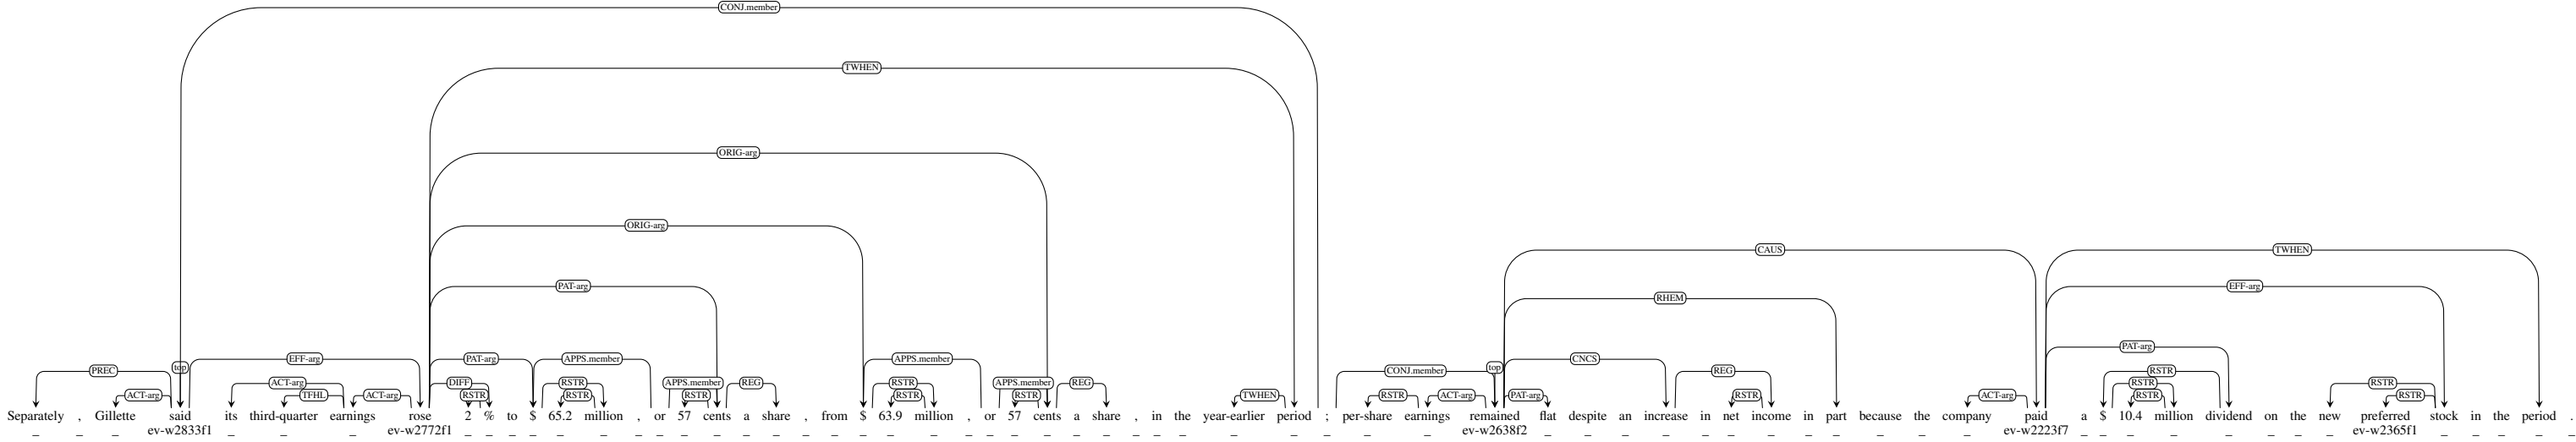 CONJ.member
TWHEN
ORIG-arg
ORIG-arg
CAUS TWHEN
PAT-arg EFF-arg
RHEM
PAT-arg
EFF-arg PAT-arg APPS.member APPS.member CNCS
PREC top CONJ.member top REG RSTR
ACT-arg DIFF RSTR APPS.member REG RSTR APPS.member REG RSTR RSTR
ACT-arg TFHL ACT-arg RSTR RSTR RSTR RSTR RSTR TWHEN RSTR ACT-arg PAT-arg RSTR ACT-arg RSTR RSTR
Separately , Gillette said its third-quarter earnings rose 2 % to $ 65.2 million , or 57 cents a share , from $ 63.9 million , or 57 cents a share , in the year-earlier period ; per-share earnings remained flat despite an increase in net income in part because the company paid a $ 10.4 million dividend on the new preferred stock in the period .
_ _ _ ev-w2833f1 _ _ _ ev-w2772f1 _ _ _ _ _ _ _ _ _ _ _ _ _ _ _ _ _ _ _ _ _ _ _ _ _ _ _ _ _ _ ev-w2638f2 _ _ _ _ _ _ _ _ _ _ _ _ ev-w2223f7 _ _ _ _ _ _ _ _ ev-w2365f1 _ _ _ _ _